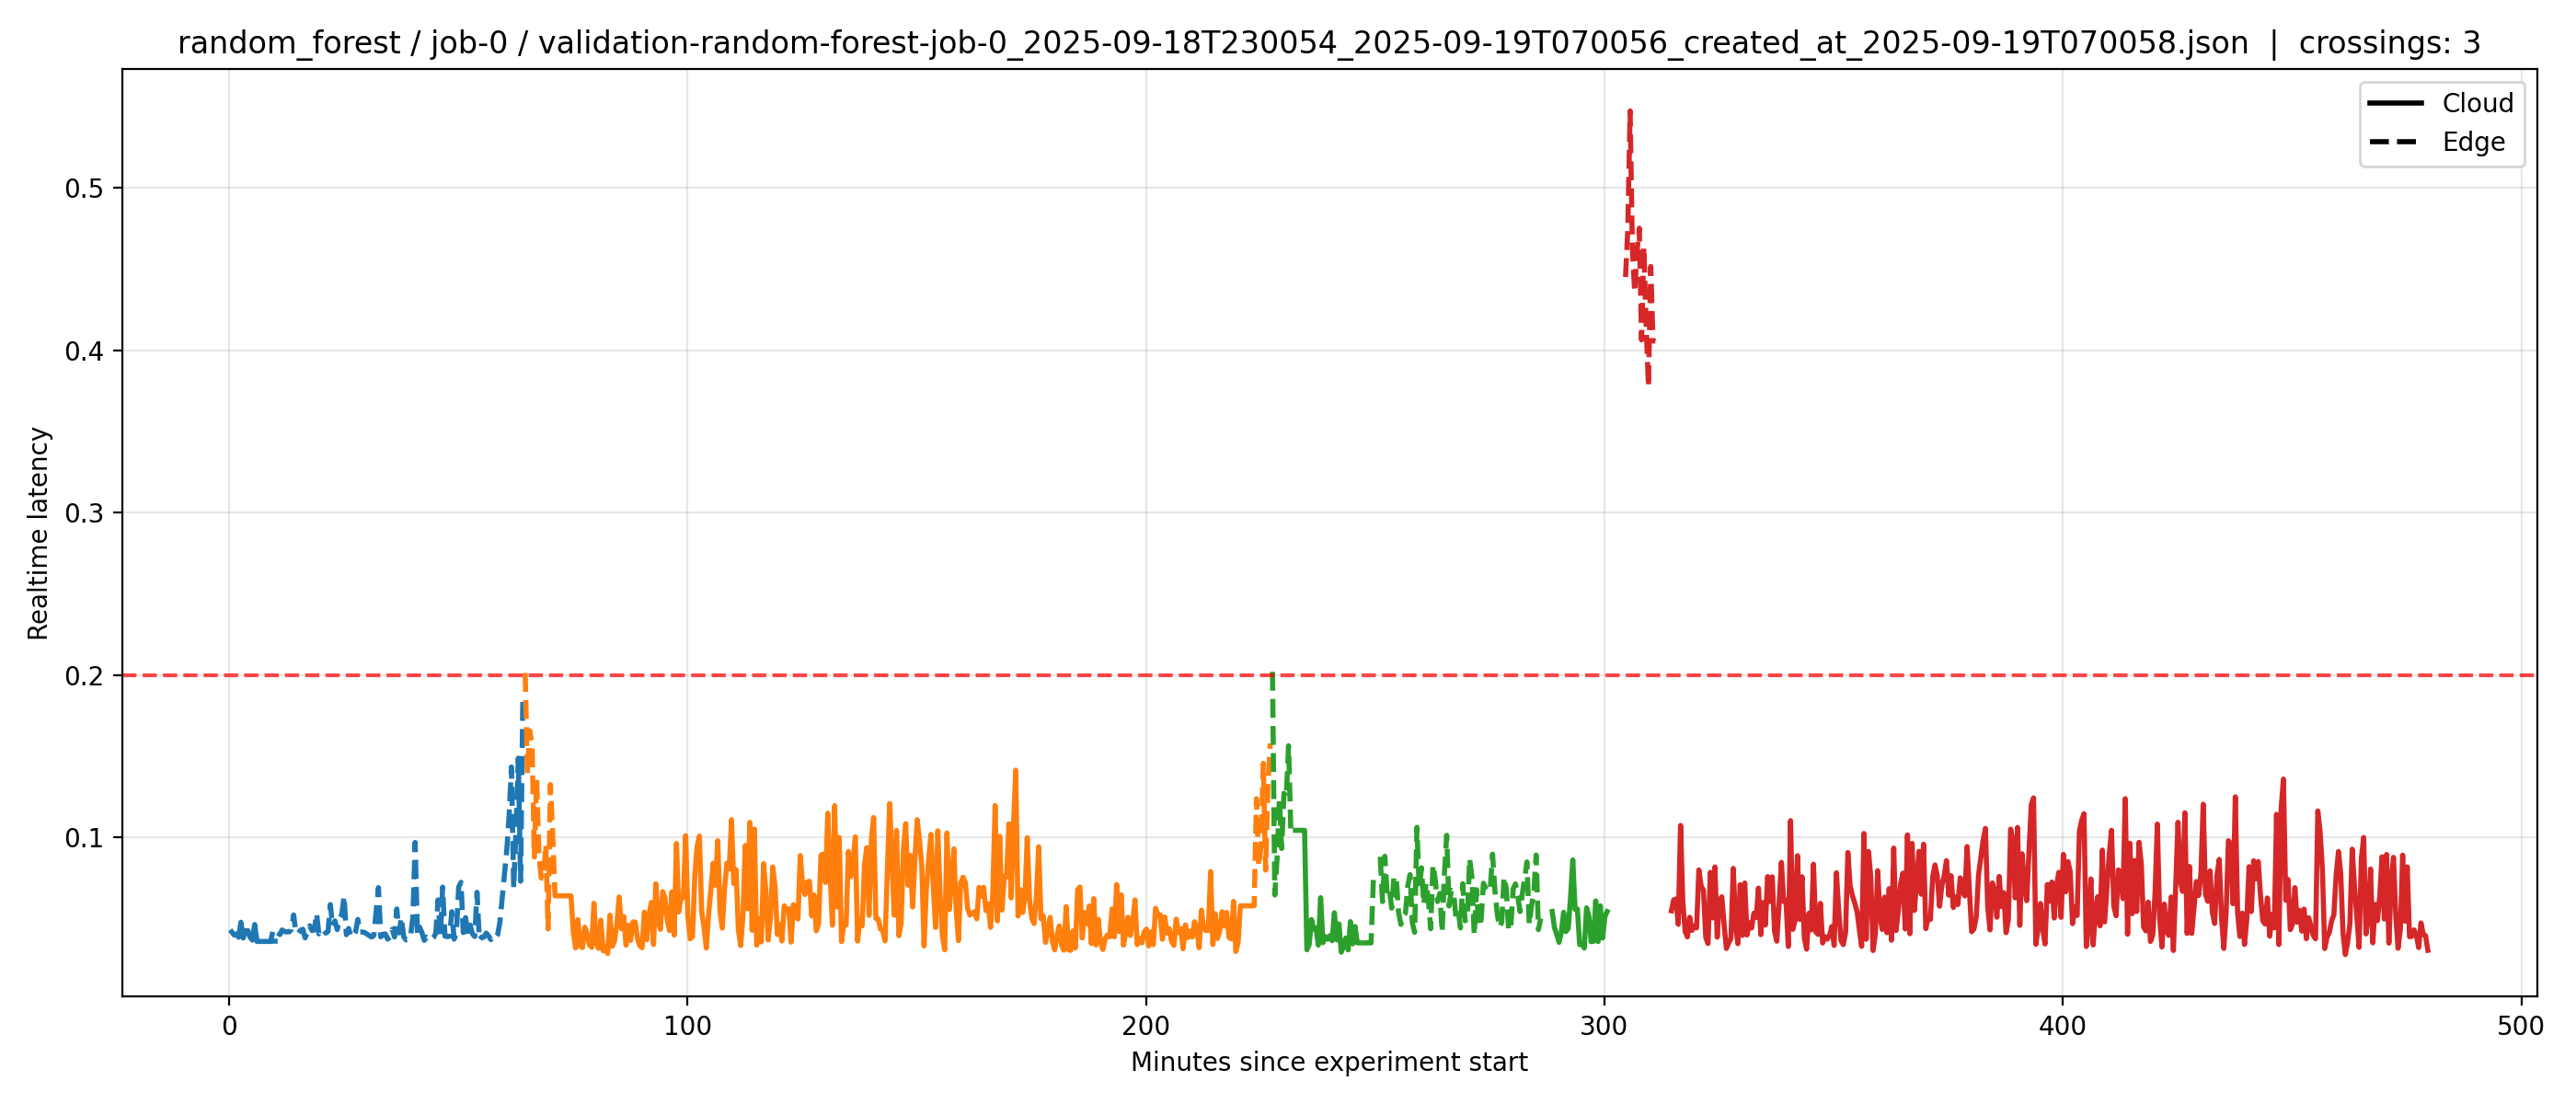 random_forest / job-0 / validation-random-forest-job-0_2025-09-18T230054_2025-09-19T070056_created_at_2025-09-19T070058.json | crossings: 3
Cloud
Edge
Realtime latency
0.5
0.4
0.3
0.2
0.1
0
100
200
300
400
500
Minutes since experiment start